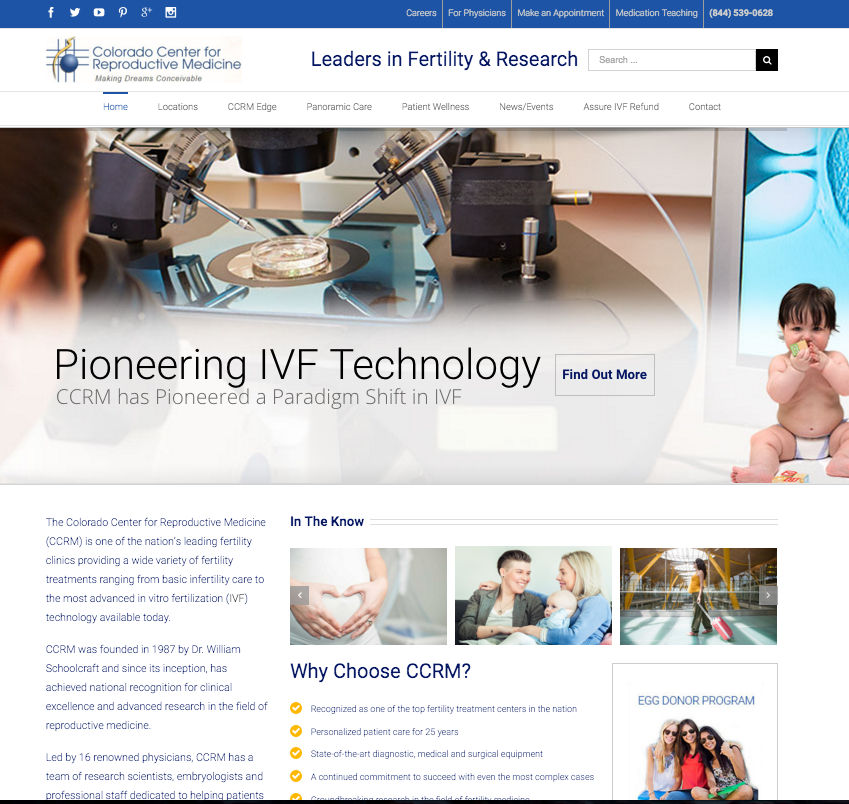 Careers For Physicians Make an Appointment Medication Teaching (844) 539-0628
Colorado Center for
Reproductive Medicine
Making Dreams Conceivable
Leaders in Fertility & Research
Search ...
Home Locations CCRM Edge Panoramic Care Patient Wellness News/Events Assure IVF Refund Contact
Pioneering IVF Technology
Find Out More
CCRM has Pioneered a Paradigm Shift in IVF
The Colorado Center for Reproductive Medicine
(CCRM) is one of the nation's leading fertility
clinics providing a wide variety of fertility
treatments ranging from basic infertility care to
the most advanced in vitro fertilization (IVF)
technology available today.
CCRM was founded in 1987 by Dr. William
Schoolcraft and since its inception, has
achieved national recognition for clinical
excellence and advanced research in the field of
reproductive medicine.
Led by 16 renowned physicians, CCRM has a
team of research scientists, embryologists and
professional staff dedicated to helping patients
In The Know
Why Choose CCRM?
Recognized as one of the top fertility treatment centers in the nation
Personalized patient care for 25 years
State-of-the-art diagnostic, medical and surgical equipment
A continued commitment to succeed with even the most complex cases
Groundbreaking research in the field of fertility medicine
EGG DONOR PROGRAM